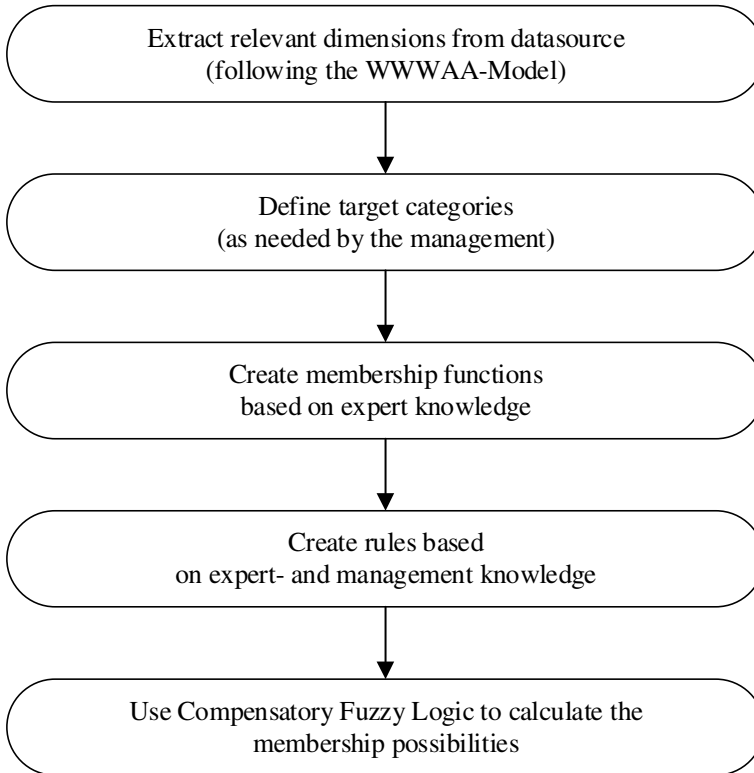 Extract relevant dimensions from datasource
(following the WWWAA-Model)
Define target categories
(as needed by the management)
Create membership functions
based on expert knowledge
Create rules based
on expert- and management knowledge
Use Compensatory Fuzzy Logic to calculate the
membership possibilities